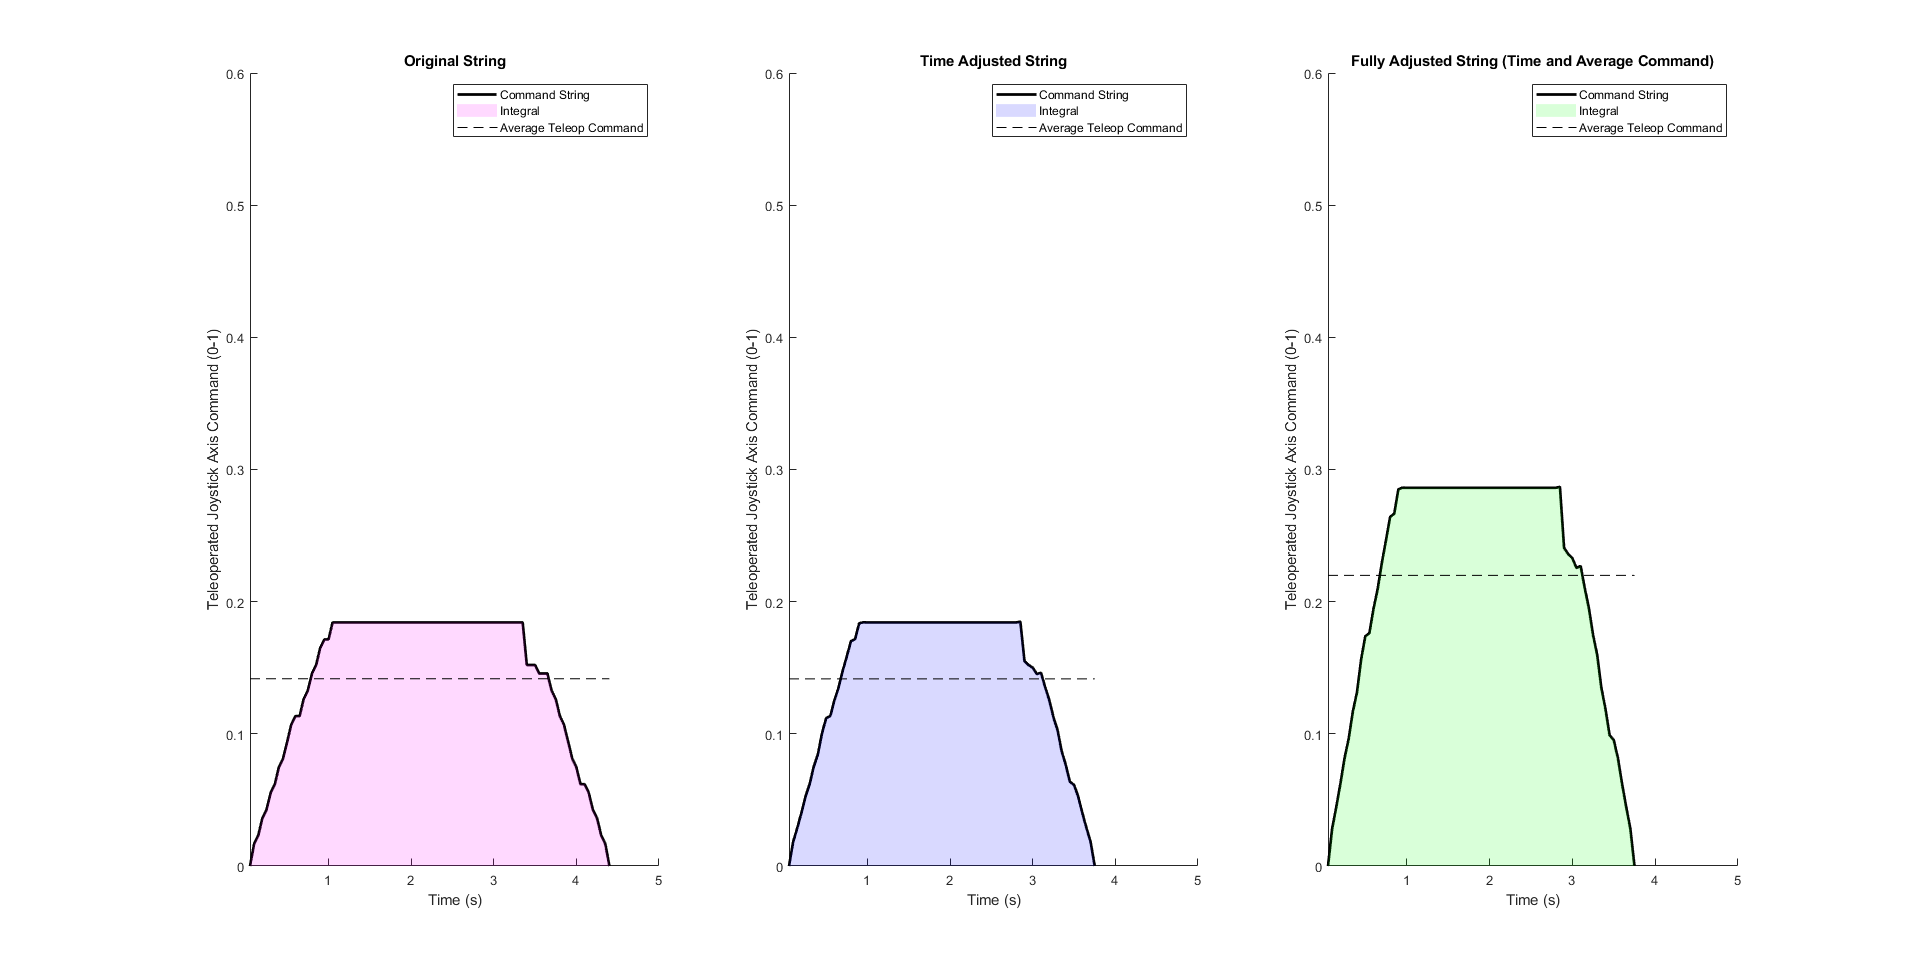 Original String
Command String
Integral
Average Teleop Command
0.6
0.5
0.4
0.3
0.2
0.1
0
Teleoperated Joystick Axis Command (0-1)
1 2 3 4 5
Time (s)
Time Adjusted String
Command String
Integral
Average Teleop Command
0.6
0.5
0.4
0.3
0.2
0.1
0
Teleoperated Joystick Axis Command (0-1)
1 2 3 4 5
Time (s)
Fully Adjusted String (Time and Average Command)
Command String
Integral
Average Teleop Command
0.6
0.5
0.4
0.3
0.2
0.1
0
Teleoperated Joystick Axis Command (0-1)
1 2 3 4 5
Time (s)